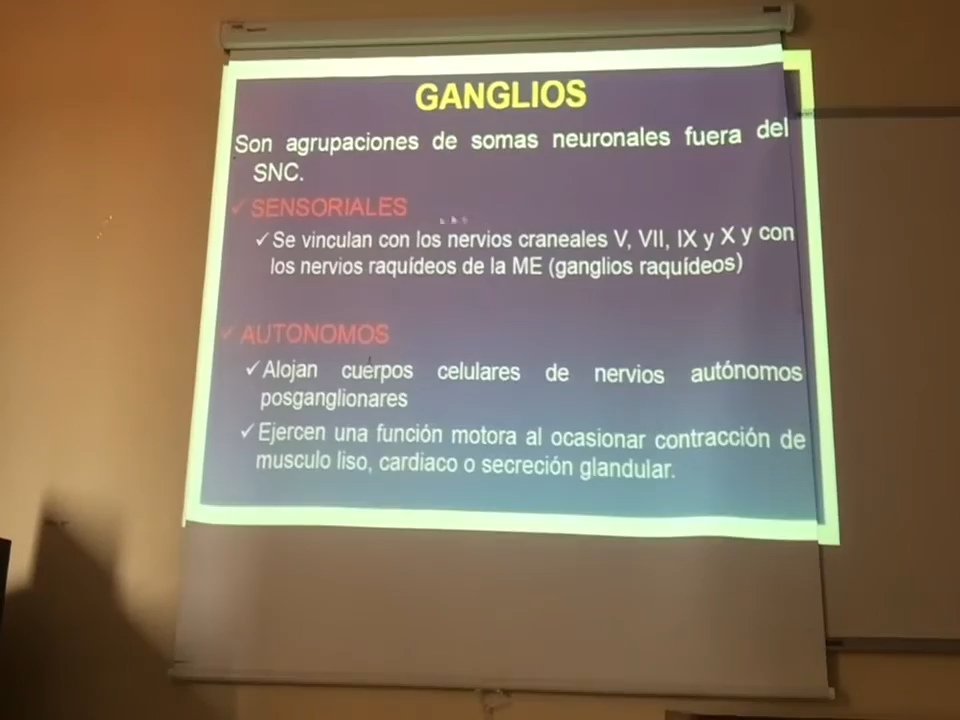 GANGLIOS
Son agrupaciones de somas neuronales fuera del
SNC.
✓SENSORIALES
✓Se vinculan con los nervios craneales V, VII, IX y X y con
los nervios raquídeos de la ME (ganglios raquídeos)
✓AUTONOMOS
✓Alojan cuerpos celulares de nervios autónomos
posganglionares
✓Ejercen una función motora al ocasionar contracción de
musculo liso, cardiaco o secreción glandular.